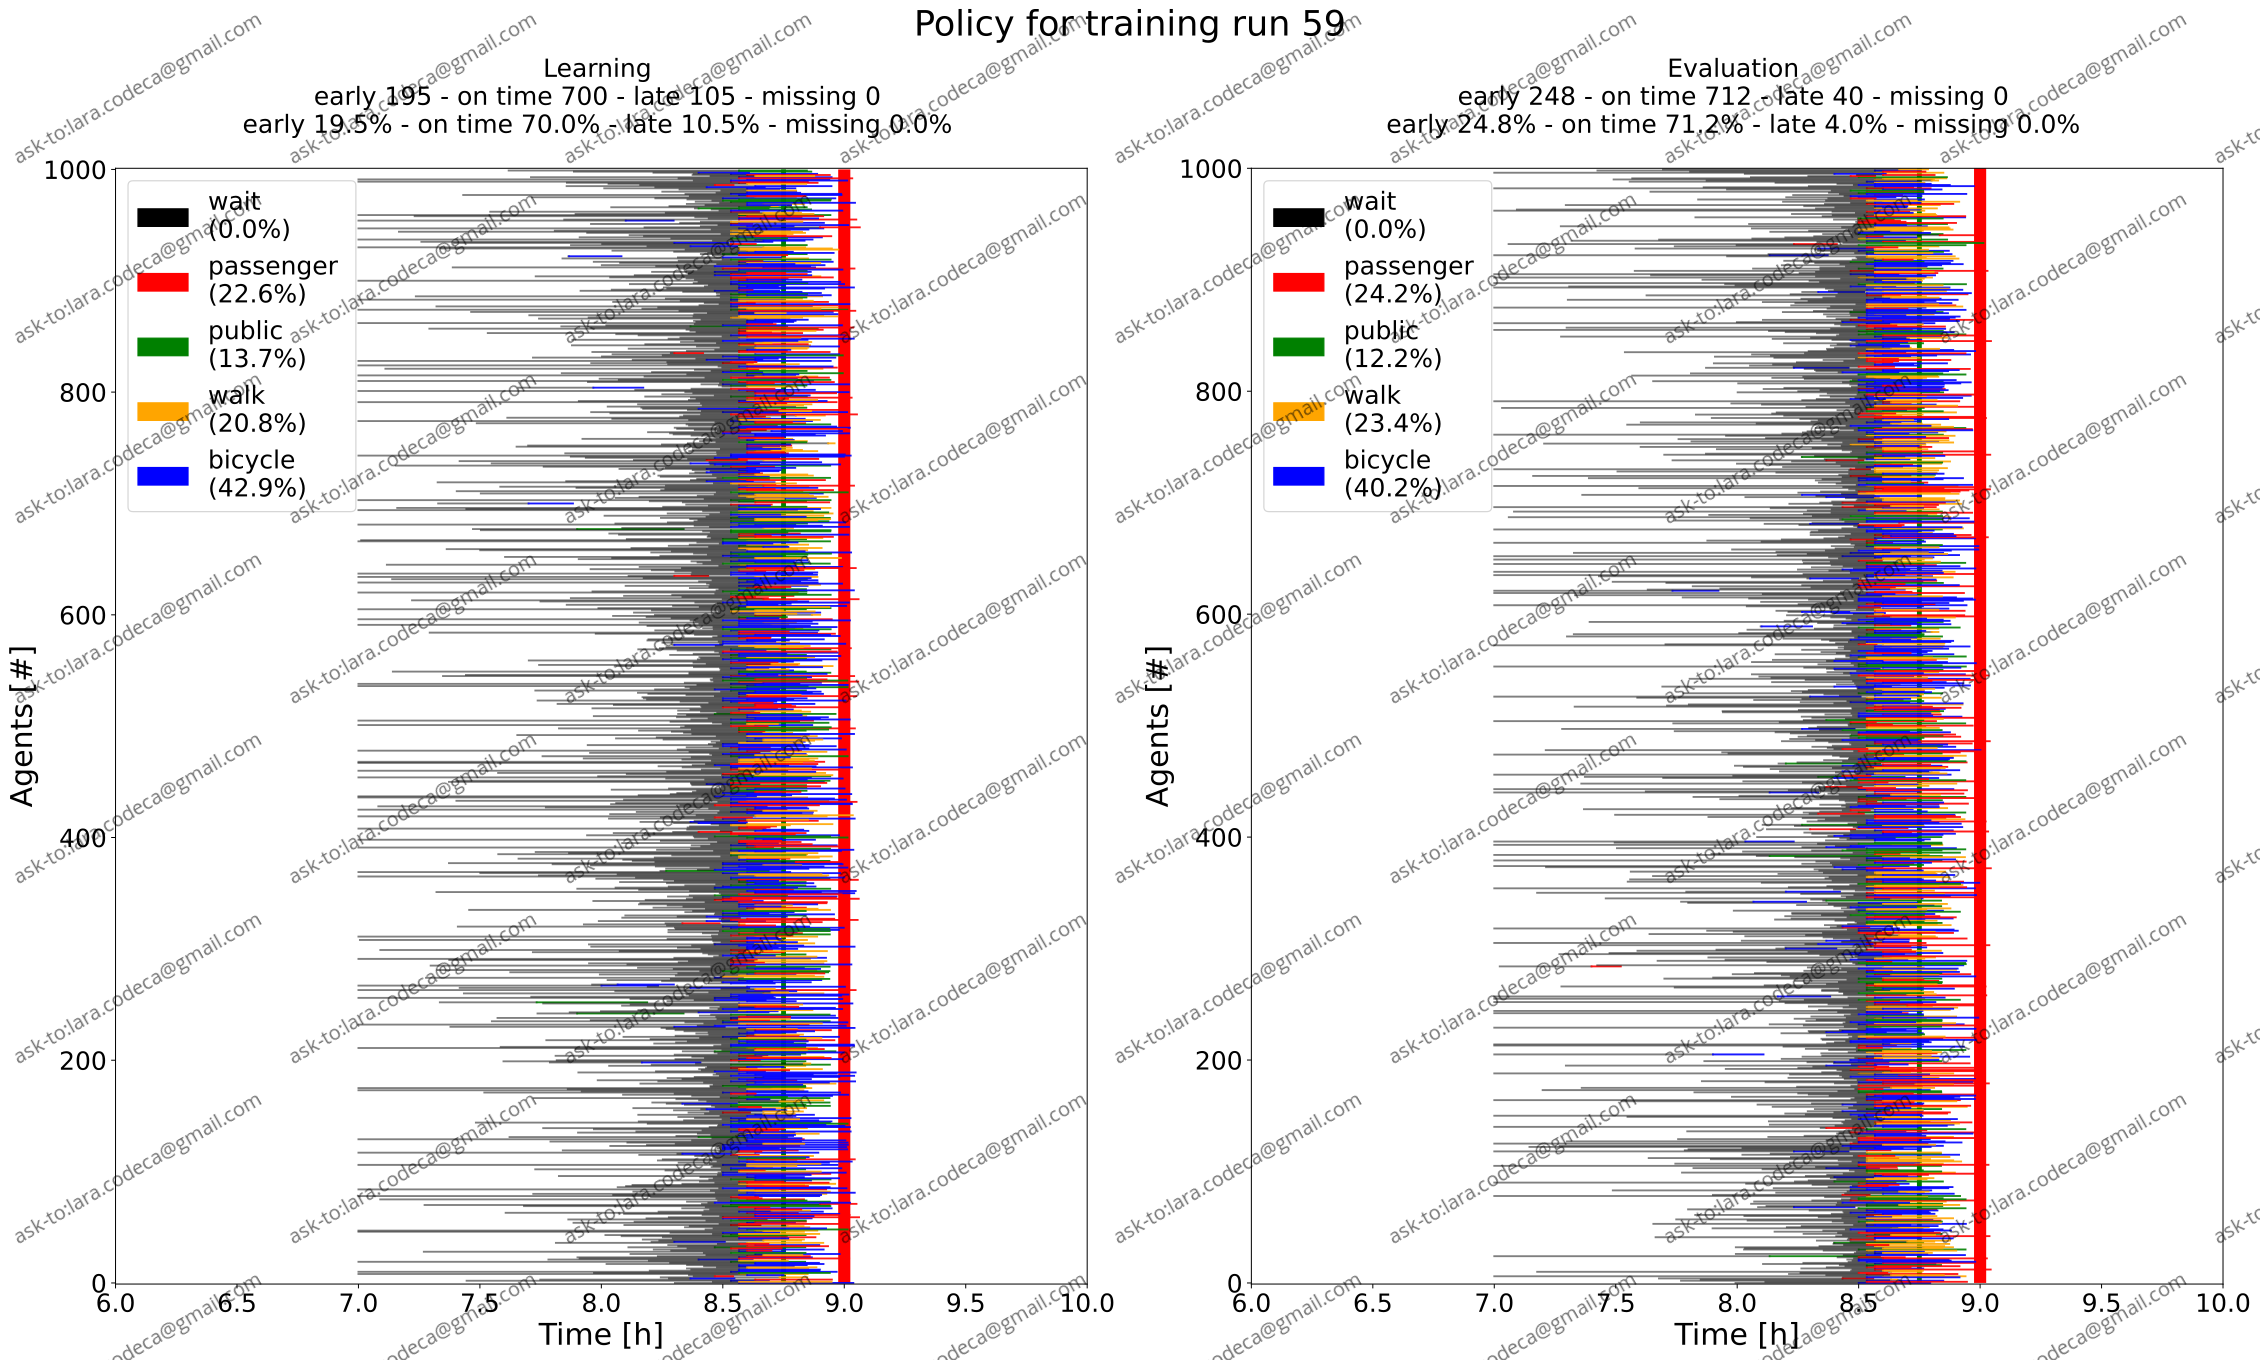 Policy for training run 59
Learning
early 195 - on time 700 - late 105 - missing 0
early 19.5% - on time 70.0% - late 10.5% - missing 0.0%
1000
800
600
400
200
0
Agents [#]
wait
(0.0%)
passenger
(22.6%)
public
(13.7%)
walk
(20.8%)
bicycle
(42.9%)
6.0 6.5 7.0 7.5 8.0 8.5 9.0 9.5 10.0
Time [h]
Evaluation
early 248 - on time 712 - late 40 - missing 0
early 24.8% - on time 71.2% - late 4.0% - missing 0.0%
1000
800
600
400
200
0
Agents [#]
wait
(0.0%)
passenger
(24.2%)
public
(12.2%)
walk
(23.4%)
bicycle
(40.2%)
6.0 6.5 7.0 7.5 8.0 8.5 9.0 9.5 10.0
Time [h]
ask-to:lara.codeca@gmail.com